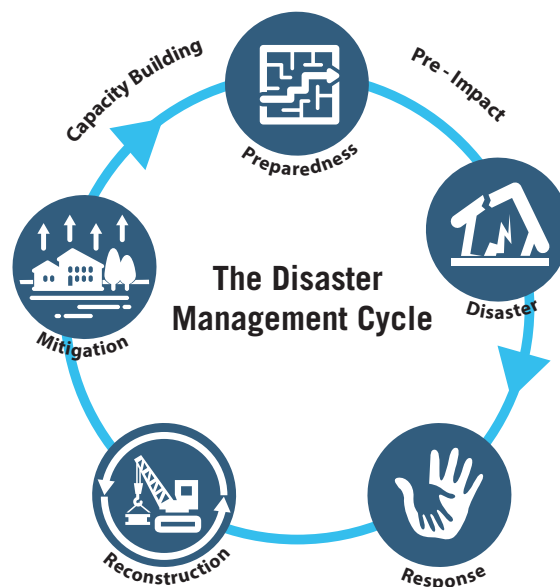 Capacity Building
Pre - Impact
Preparedness
The Disaster
Management Cycle
Disaster
Mitigation
Reconstruction
Response